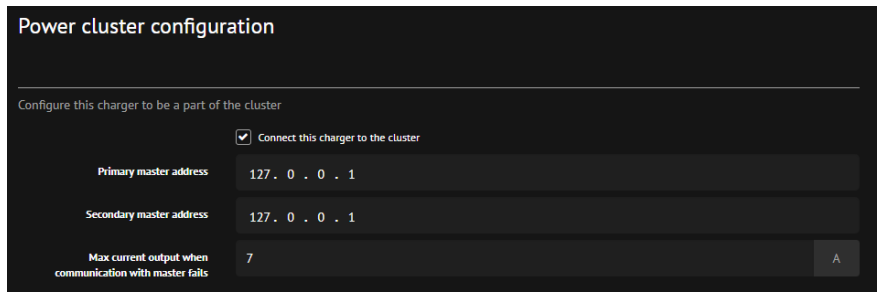 Power cluster configuration
Configure this charger to be a part of the cluster
Connect this charger to the cluster
Primary master address
127. 0 . 0 . 1
Secondary master address
127. 0 . 0 . 1
Max current output when
communication with master fails
7
A